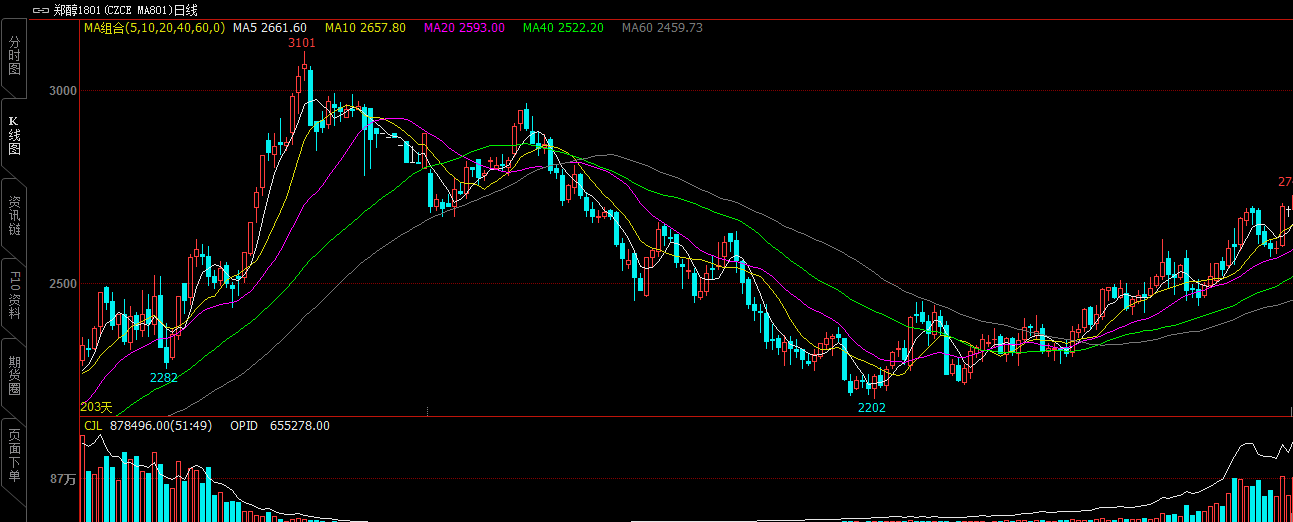 郑醇1801(CZCE MA801)日线
MA组合(5,10,20,40,60,0) MA5 2661.60 MA10 2657.80 MA20 2593.00 MA40 2522.20 MA60 2459.73
3101
分时图
3000
K线图
资讯链
2500
F10资料
2282
期货圈
203天
2202
CJL 878496.00(51:49) OPID 655278.00
页面下单
87万